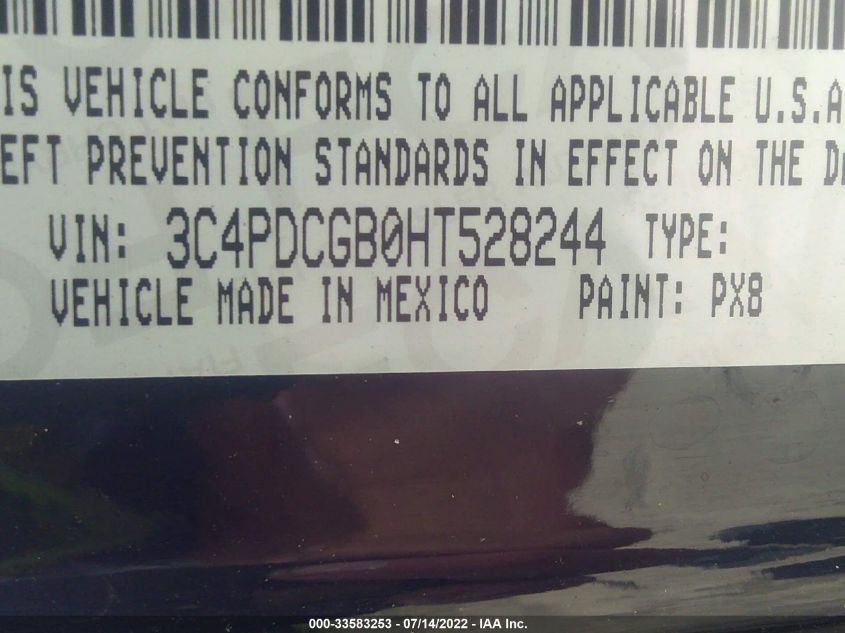 IS VEHICLE CONFORMS TO ALL APPLICABLE U.S.A
EFT PREVENTION STANDARDS IN EFFECT ON THE DA
VIN: 3C4PDCGB0HT528244 TYPE:
VEHICLE MADE IN MEXICO PAINT: PX8
000-33583253 - 07/14/2022 - IAA Inc.